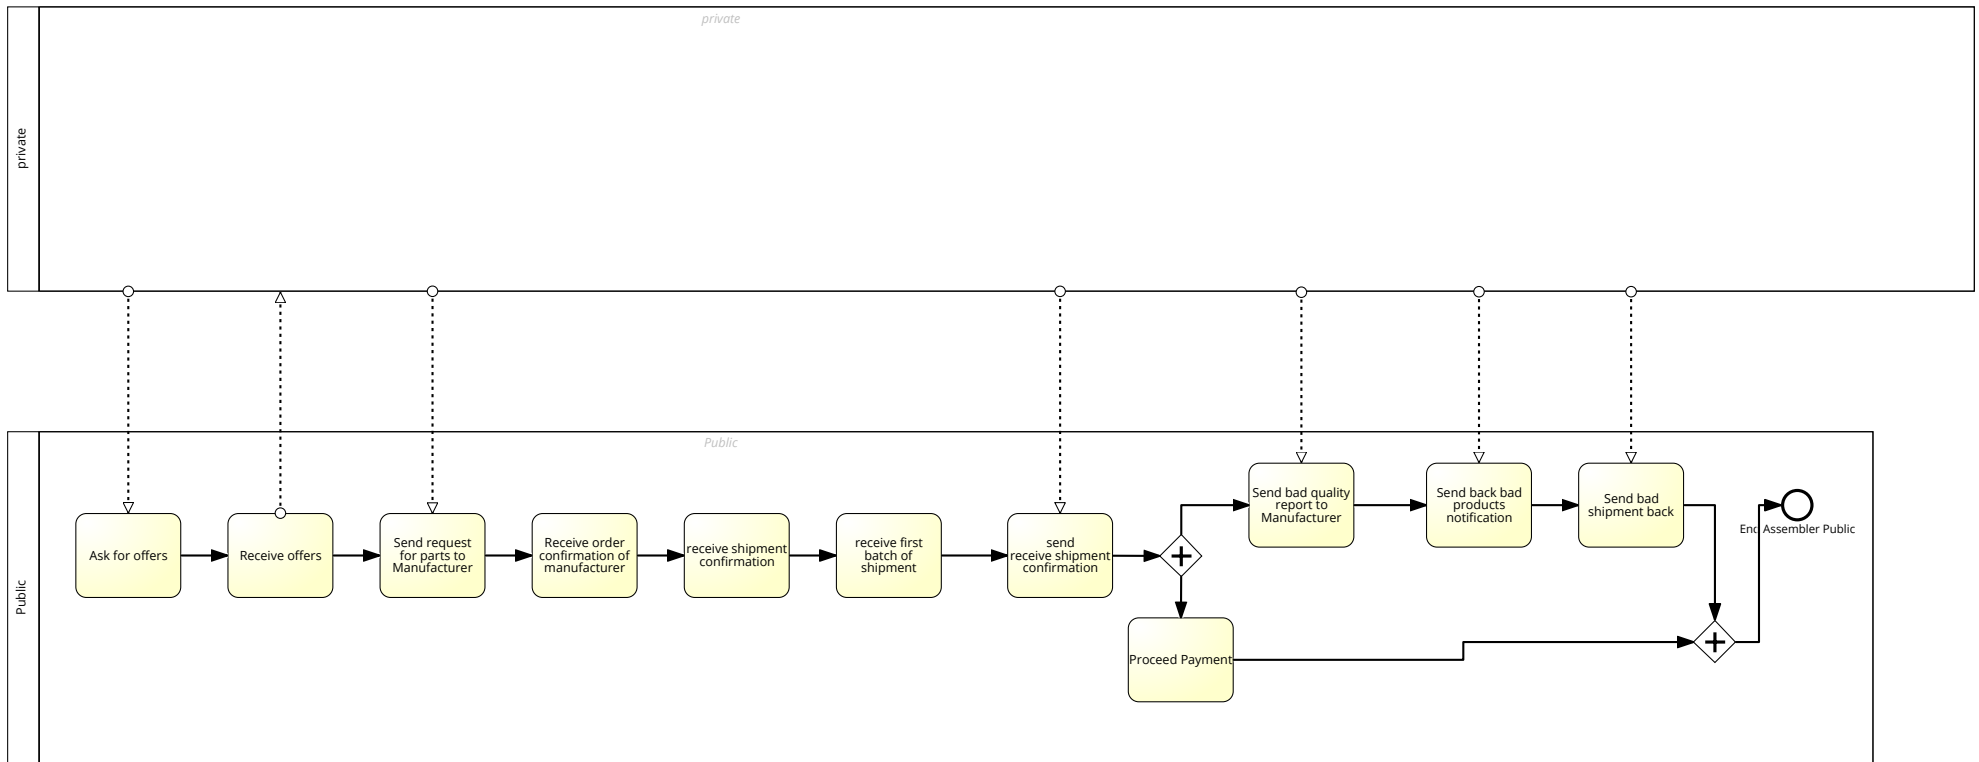 private
private
Public
Public
Ask for offers
Receive offers
Send request
for parts to
Manufacturer
Receive order
confirmation of
manufacturer
receive shipment
confirmation
receive first
batch of
shipment
send
receive shipment
confirmation
Send bad quality
report to
Manufacturer
Send back bad
products
notification
Send bad
shipment back
End Assembler Public
Proceed Payment